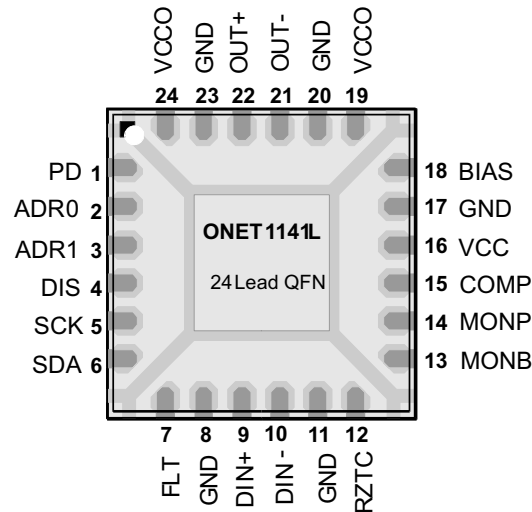 VCCO
GND
OUT+
OUT-
GND
VCCO
24 23 22 21 20 19
PD 1
ADR0 2
ADR1 3
DIS 4
SCK 5
SDA 6
18 BIAS
17 GND
16 VCC
15 COMP
14 MONP
13 MONB
ONET1141L
24 Lead QFN
7 8 9 10 11 12
FLT
GND
DIN+
DIN-
GND
RZTC